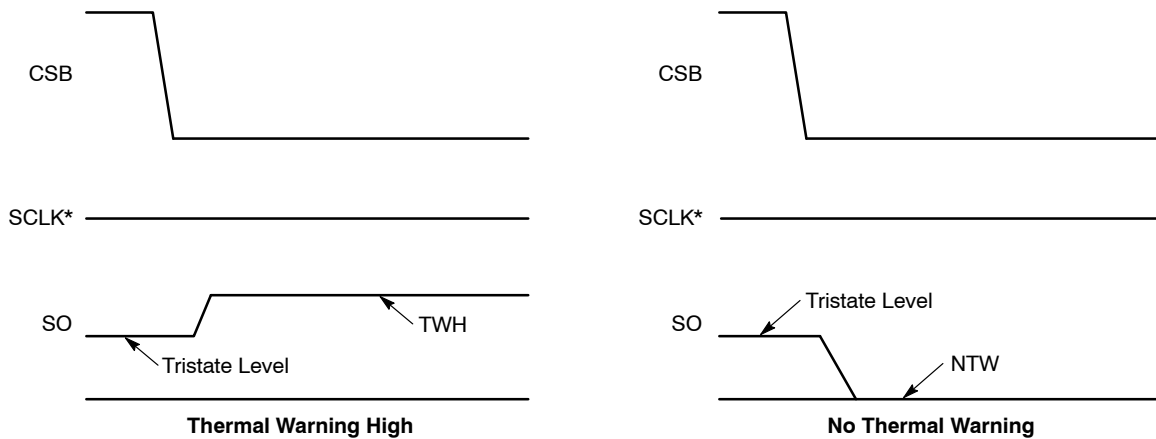 CSB
SCLK*
SO
TWH
Tristate Level
Thermal Warning High
CSB
SCLK*
SO
Tristate Level
NTW
No Thermal Warning